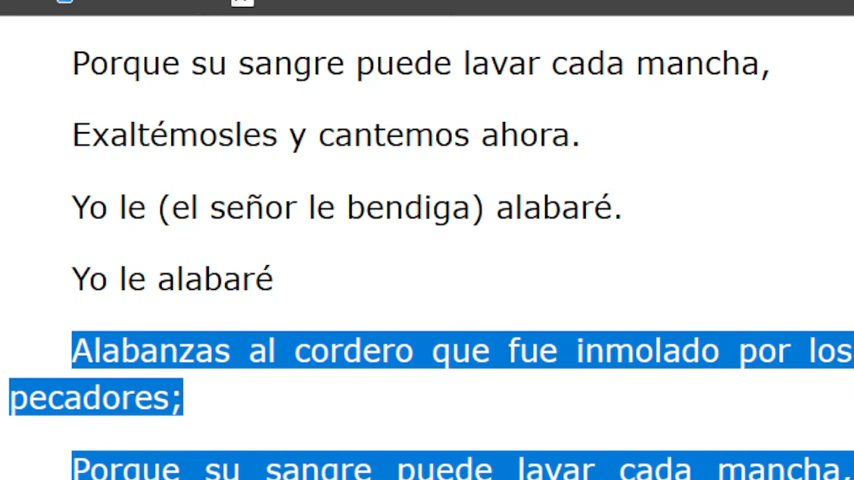 Porque su sangre puede lavar cada mancha,
Exaltémosles y cantemos ahora.
Yo le (el señor le bendiga) alabaré.
Yo le alabaré
Alabanzas al cordero que fue inmolado por los
pecadores;
Porque su sangre puede lavar cada mancha,